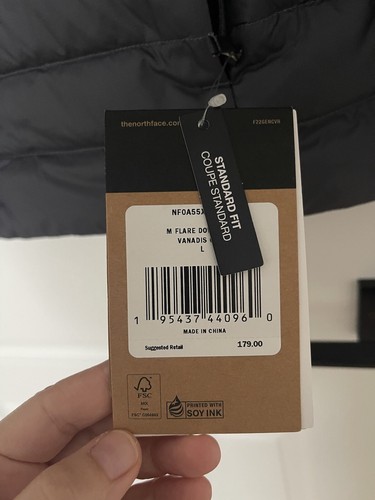 thenorthface.com
STANDARD FIT
COUPE STANDARD
NF0A55
M FLARE DO
VANADIS
L
1 95437 44096 0
MADE IN CHINA
Suggested Retail 179.00
FSC
PRINTED WITH
SOY INK